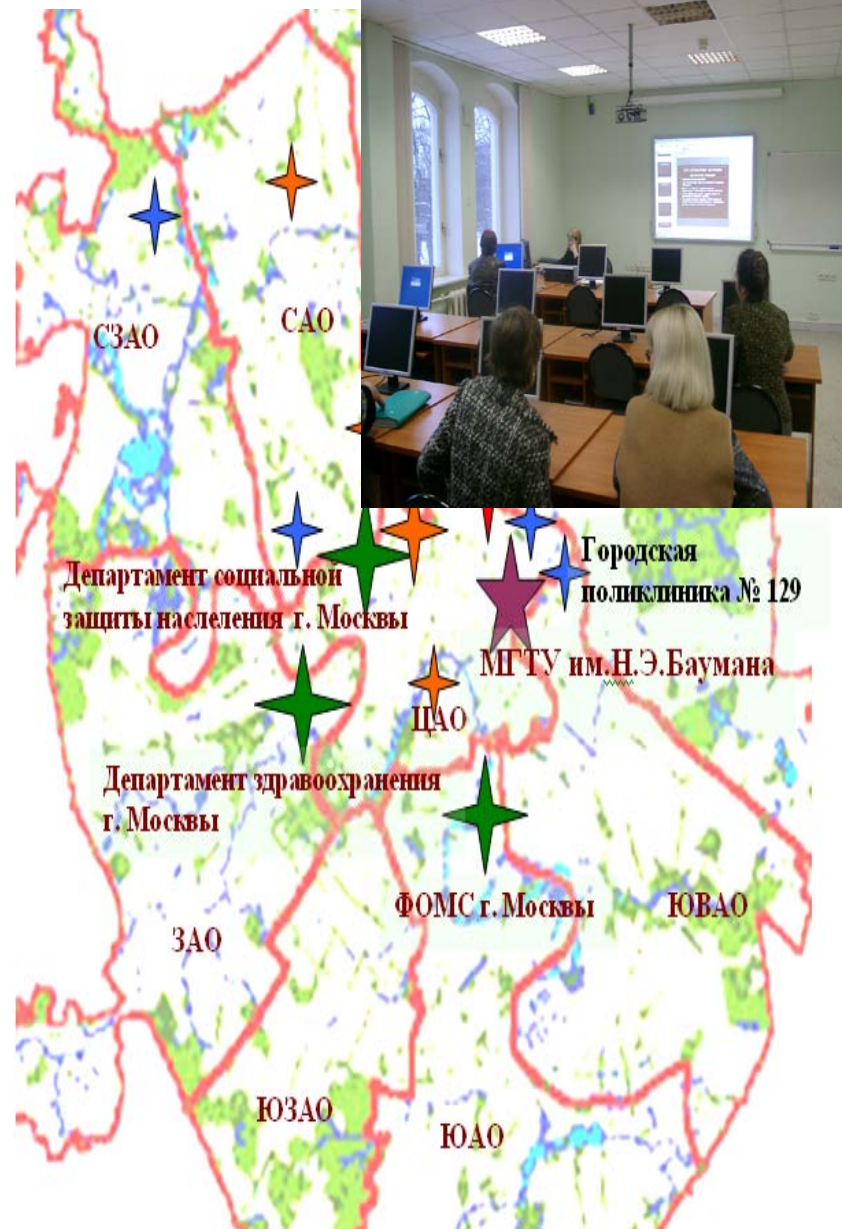 СЗАО
САО
Городская
поликлиника № 129
Департамент социальной
защиты наслеления г. Москвы
МГТУ им.Н.Э.Баумана
ЦАО
Департамент здравоохранения
г. Москвы
ФОМС г. Москвы
ЮВАО
ЗАО
ЮЗАО
ЮАО